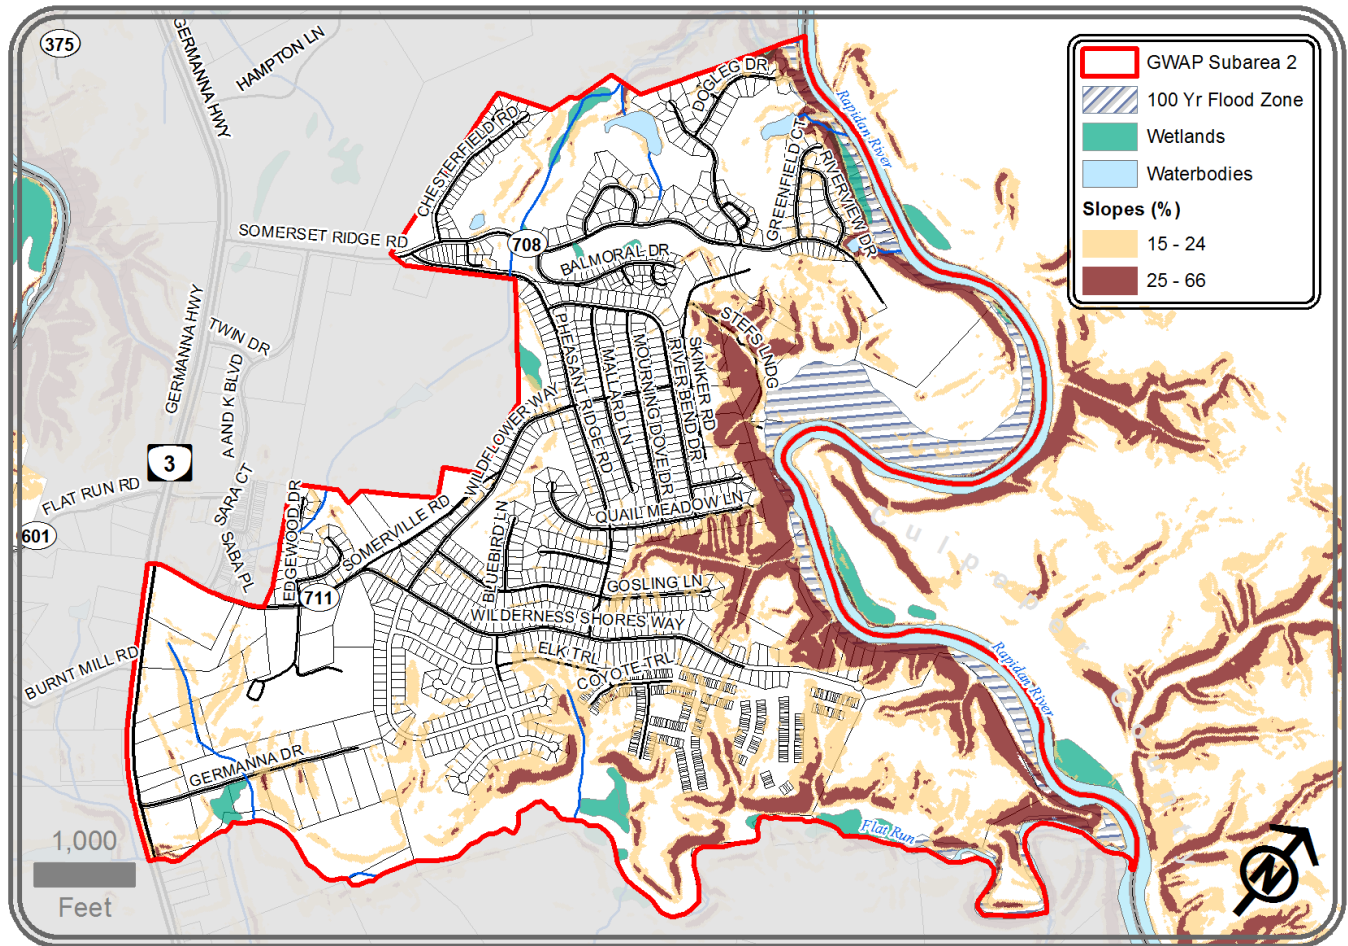 375
GERMANNA HWY
HAMPTON LN
GWAP Subarea 2
100 Yr Flood Zone
Wetlands
Waterbodies
Slopes (%)
15 - 24
25 - 66
DOGLEG DR
Rapidan River
CHESTERFIELD RD
GREENFIELD CT
RIVERVIEW DR
SOMERSET RIDGE RD
708
BALMORAL DR
GERMANNA HWY
TWIN DR
A AND K BLVD
STEFS LNDG
PHEASANT RIDGE RD
MALLARD LN
MOURNING DOVE DR
RIVER BEND DR
SKINKER RD
WILDFLOWER WAY
3
FLAT RUN RD
SARA CT
601
SABA PL
EDGEWOOD DR
SOMERVILLE RD
QUAIL MEADOW LN
BLUEBIRD LN
711
GOSLING LN
WILDERNESS SHORES WAY
ELK TRL
COYOTE TRL
BURNT MILL RD
Rapidan River
GERMANNA DR
Flat Run
1,000
Feet
N